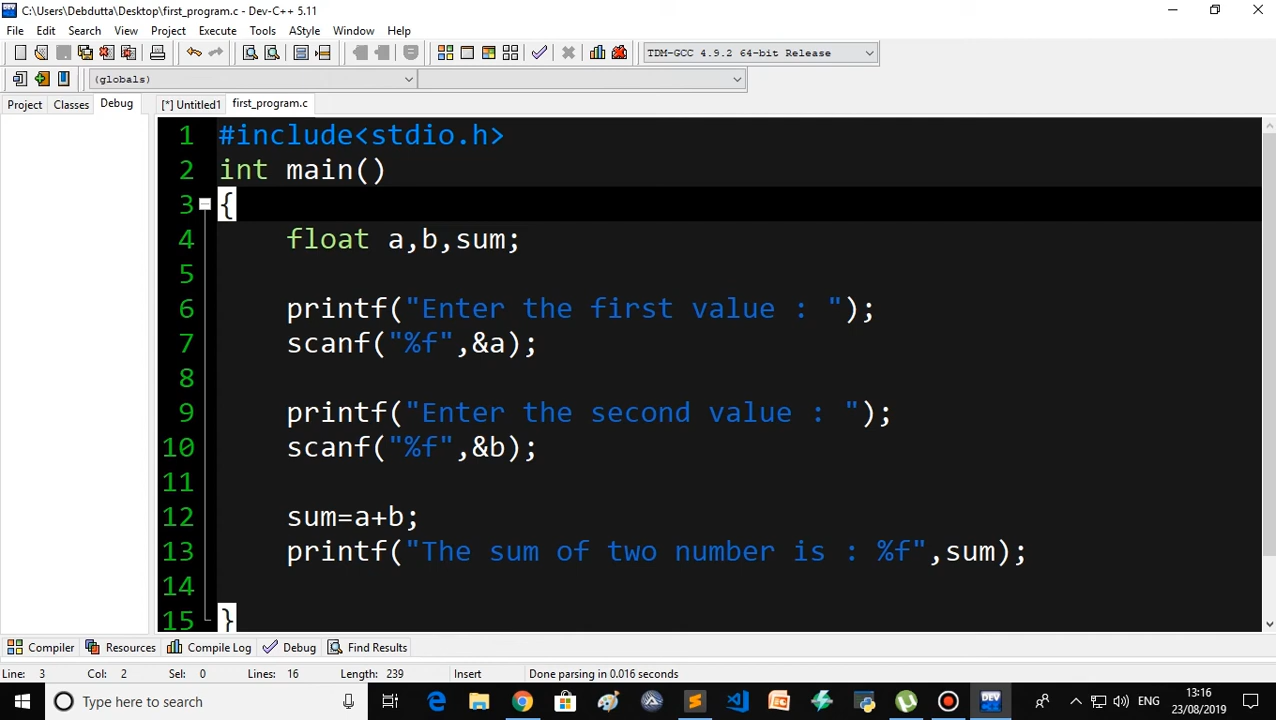 C:\Users\Debdutta\Desktop\first_program.c - Dev-C++ 5.11
File Edit Search View Project Execute Tools AStyle Window Help
TDM-GCC 4.9.2 64-bit Release
(globals)
Project Classes Debug [*] Untitled1 first_program.c
1 #include<stdio.h>
2 int main()
3 {
4 float a,b,sum;
5
6 printf("Enter the first value : ");
7 scanf("%f",&a);
8
9 printf("Enter the second value : ");
10 scanf("%f",&b);
11
12 sum=a+b;
13 printf("The sum of two number is : %f",sum);
14
15 }
Compiler Resources Compile Log Debug Find Results
Line: 3 Col: 2 Sel: 0 Lines: 16 Length: 239 Insert Done parsing in 0.016 seconds
Type here to search DEV ENG 13:16
23/08/2019